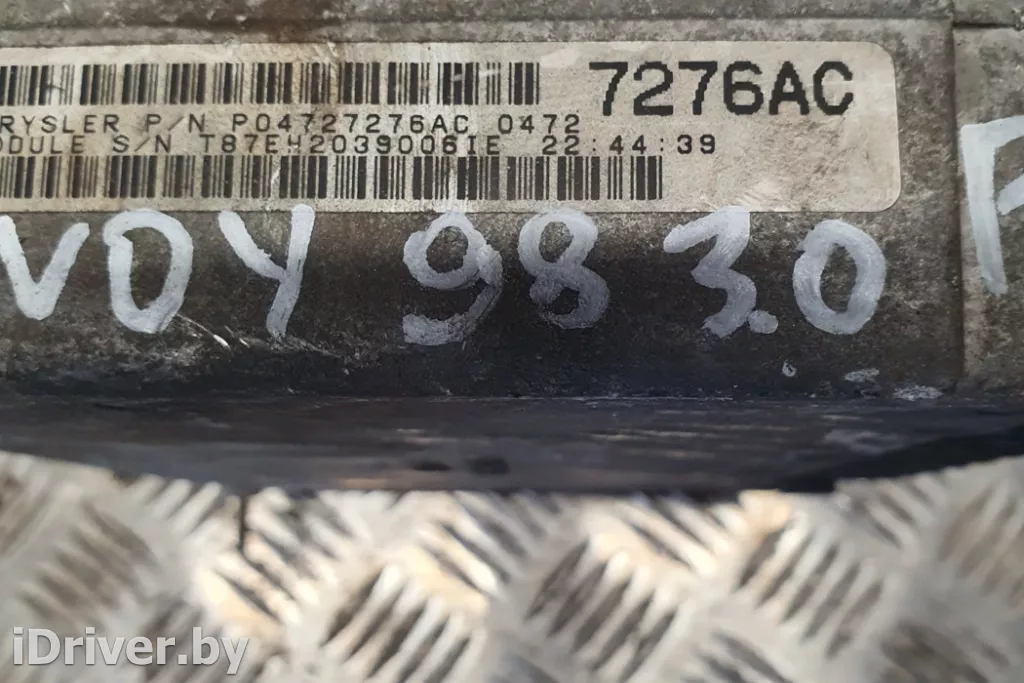 7276AC
RYSLER P/N P04727276AC 0472
ODULE S/N T87EH2039006IE 22:44:39
VOY 98 3.0
iDriver.by